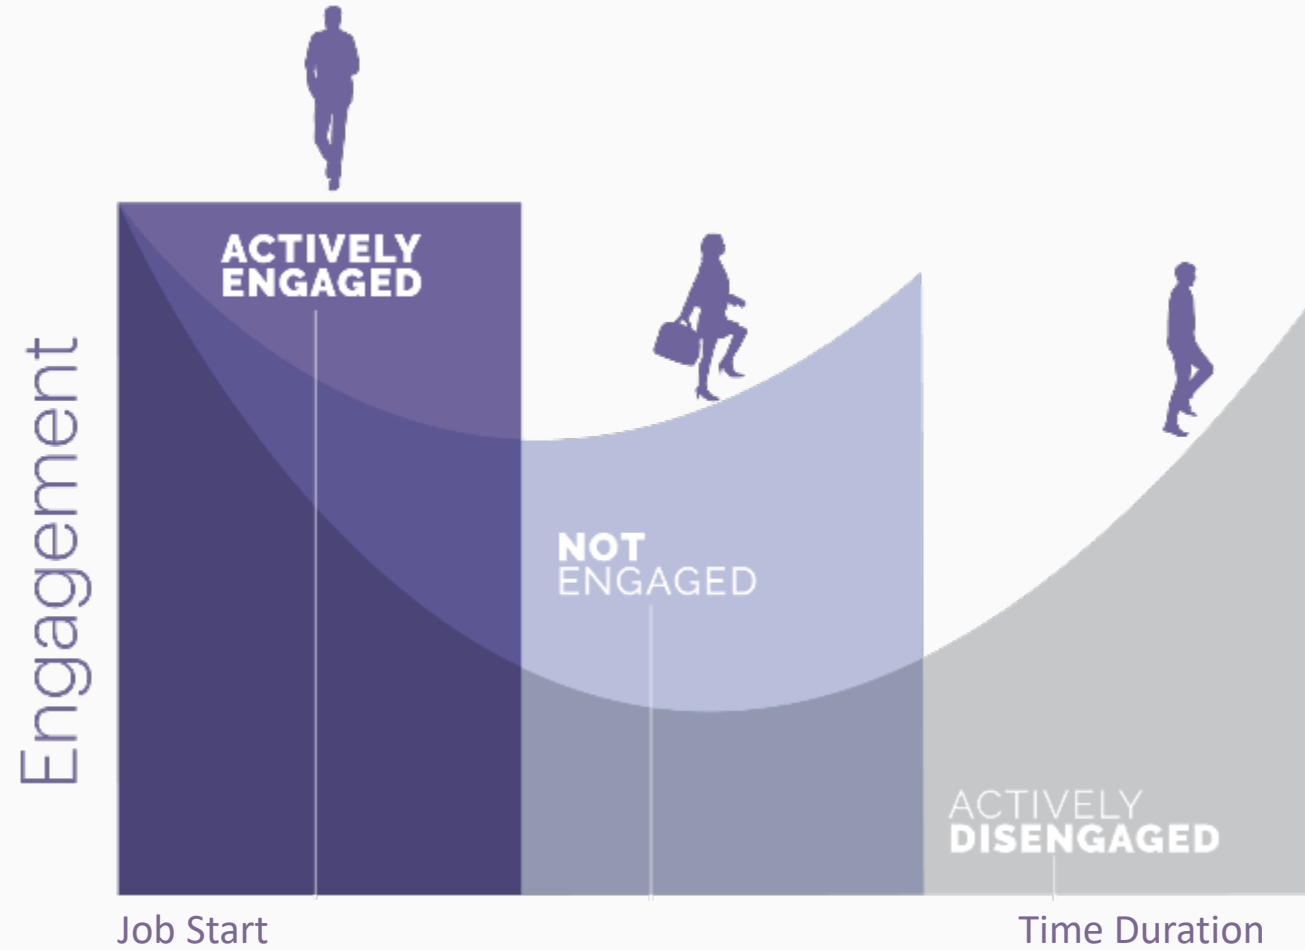 ACTIVELY
ENGAGED
NOT
ENGAGED
ACTIVELY
DISENGAGED
Engagement
Job Start
Time Duration